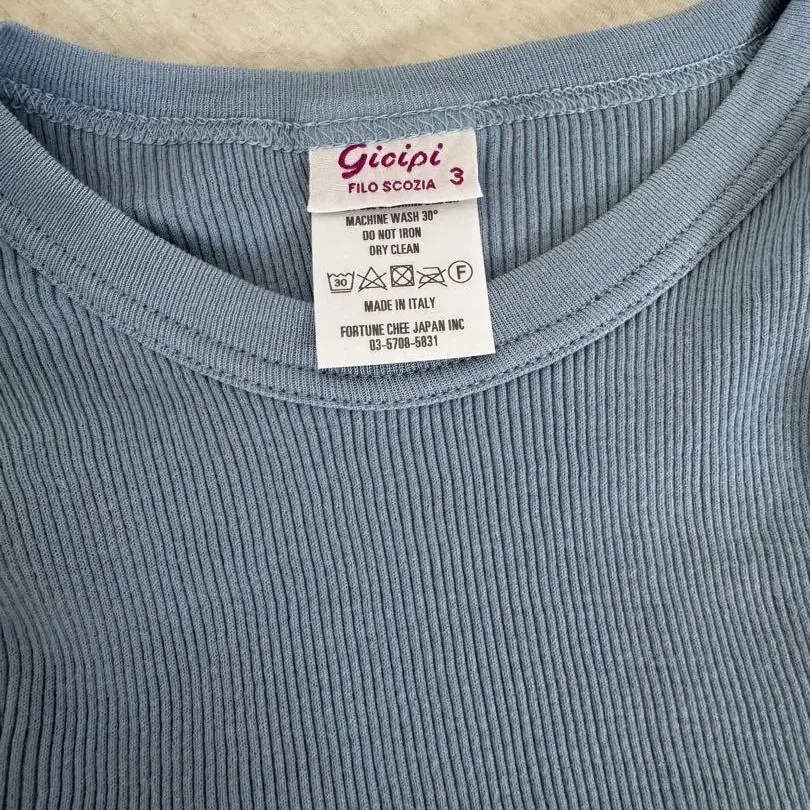 Gicipi
FILO SCOZIA 3
MACHINE WASH 30°
DO NOT IRON
DRY CLEAN
30 F
MADE IN ITALY
FORTUNE CHEE JAPAN INC
03-5708-5831